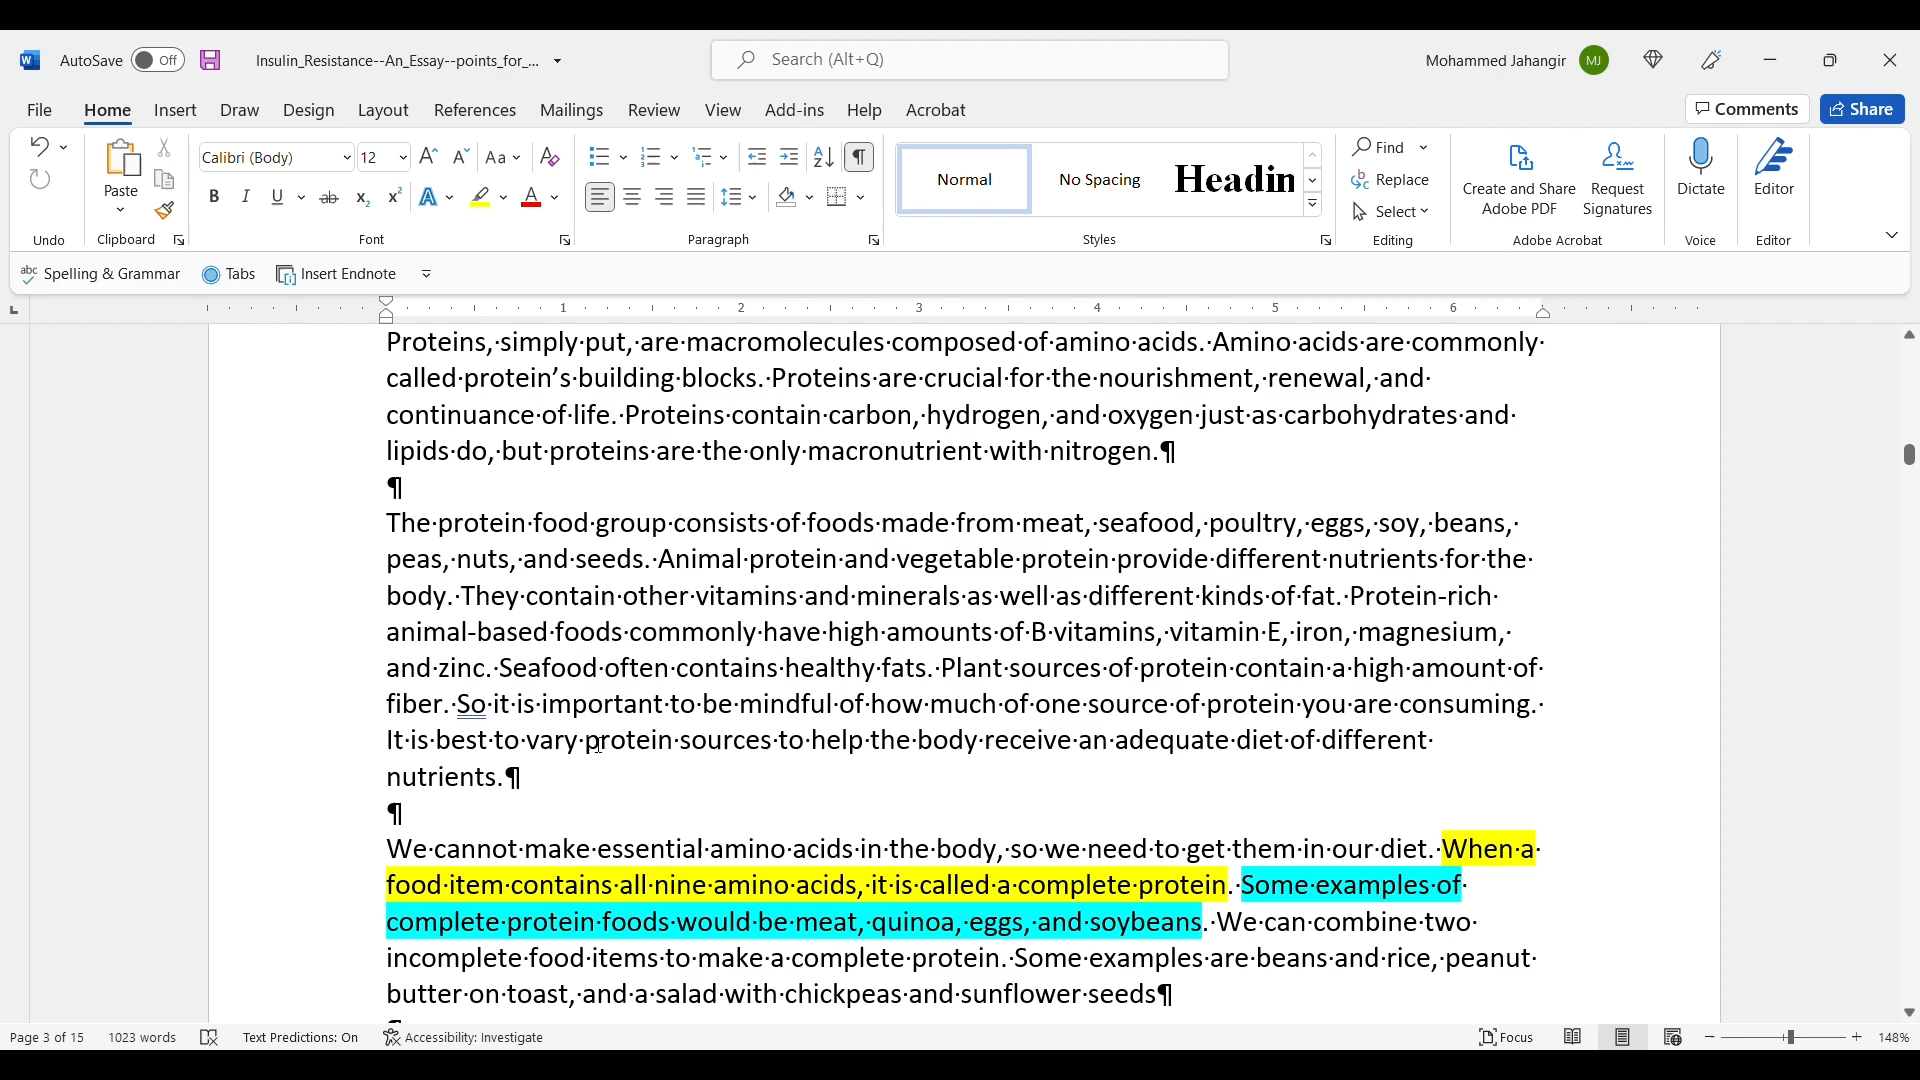 AutoSave Off Insulin_Resistance--An_Essay--points_for_... Search (Alt+Q) Mohammed Jahangir MJ
File Home Insert Draw Design Layout References Mailings Review View Add-ins Help Acrobat Comments Share
Calibri (Body) 12 Aa Find
Paste Normal No Spacing Headin Replace Create and Share Adobe PDF Request Signatures Dictate Editor
B I U ab x₂ x² A A Select
Undo Clipboard Font Paragraph Styles Editing Adobe Acrobat Voice Editor
abc Spelling & Grammar Tabs Insert Endnote
1 2 3 4 5 6
Proteins,·simply·put,·are·macromolecules·composed·of·amino·acids.·Amino·acids·are·commonly·
called·protein’s·building·blocks.·Proteins·are·crucial·for·the·nourishment,·renewal,·and·
continuance·of·life.·Proteins·contain·carbon,·hydrogen,·and·oxygen·just·as·carbohydrates·and·
lipids·do,·but·proteins·are·the·only·macronutrient·with·nitrogen.¶
¶
The·protein·food·group·consists·of·foods·made·from·meat,·seafood,·poultry,·eggs,·soy,·beans,·
peas,·nuts,·and·seeds.·Animal·protein·and·vegetable·protein·provide·different·nutrients·for·the·
body.·They·contain·other·vitamins·and·minerals·as·well·as·different·kinds·of·fat.·Protein-rich·
animal-based·foods·commonly·have·high·amounts·of·B·vitamins,·vitamin·E,·iron,·magnesium,·
and·zinc.·Seafood·often·contains·healthy·fats.·Plant·sources·of·protein·contain·a·high·amount·of·
fiber.·So·it·is·important·to·be·mindful·of·how·much·of·one·source·of·protein·you·are·consuming.·
It·is·best·to·vary·protein·sources·to·help·the·body·receive·an·adequate·diet·of·different·
nutrients.¶
¶
We·cannot·make·essential·amino·acids·in·the·body,·so·we·need·to·get·them·in·our·diet.·When·a·
food·item·contains·all·nine·amino·acids,·it·is·called·a·complete·protein.·Some·examples·of·
complete·protein·foods·would·be·meat,·quinoa,·eggs,·and·soybeans.·We·can·combine·two·
incomplete·food·items·to·make·a·complete·protein.·Some·examples·are·beans·and·rice,·peanut·
butter·on·toast,·and·a·salad·with·chickpeas·and·sunflower·seeds¶
Page 3 of 15 1023 words Text Predictions: On Accessibility: Investigate Focus 148%